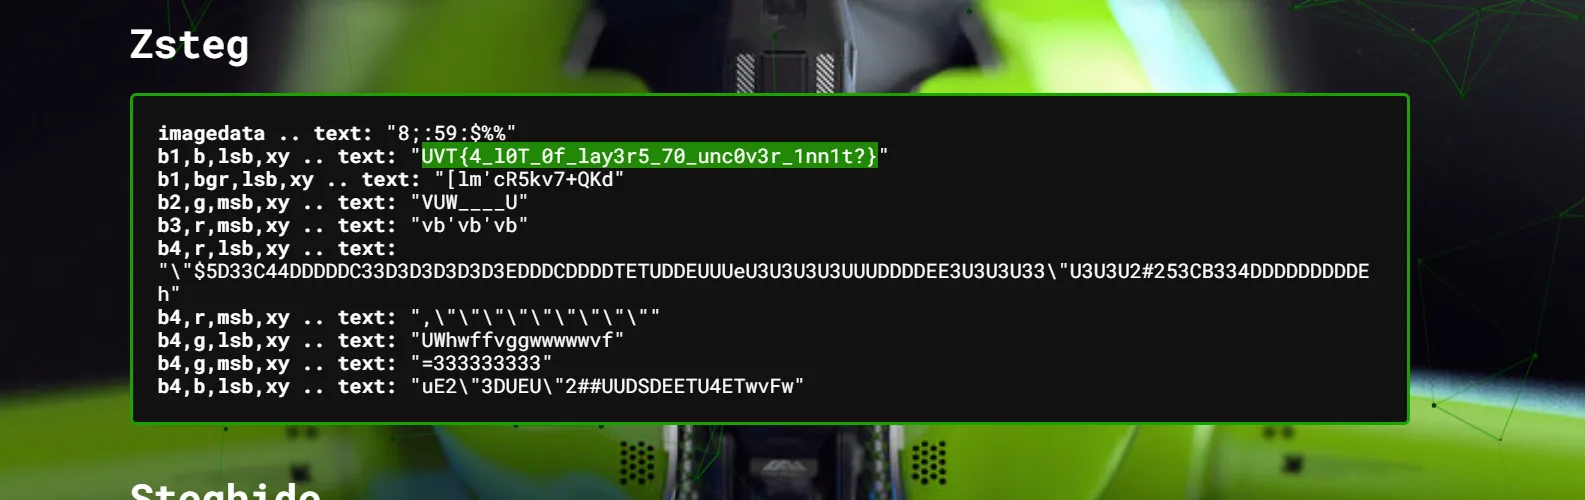 Zsteg
imagedata .. text: "8;:59:$%%"
b1,b,lsb,xy .. text: "UVT{4_l0T_0f_lay3r5_70_unc0v3r_1nn1t?}"
b1,bgr,lsb,xy .. text: "[lm'cR5kv7+QKd"
b2,g,msb,xy .. text: "VUW____U"
b3,r,msb,xy .. text: "vb'vb'vb"
b4,r,lsb,xy .. text:
"\"$5D33C44DDDDDC33D3D3D3D3D3EDDDCDDDDTETUDDEUUUeU3U3U3U3UUUDDDDEE3U3U3U33\"U3U3U2#253CB334DDDDDDDDDE
h"
b4,r,msb,xy .. text: ",\"\"\"\"\"\"\"\"\""
b4,g,lsb,xy .. text: "UWhwffvggwwwwwvf"
b4,g,msb,xy .. text: "=333333333"
b4,b,lsb,xy .. text: "uE2\"3DUEU\"2##UUDSDEETU4ETwvFw"
Steghide